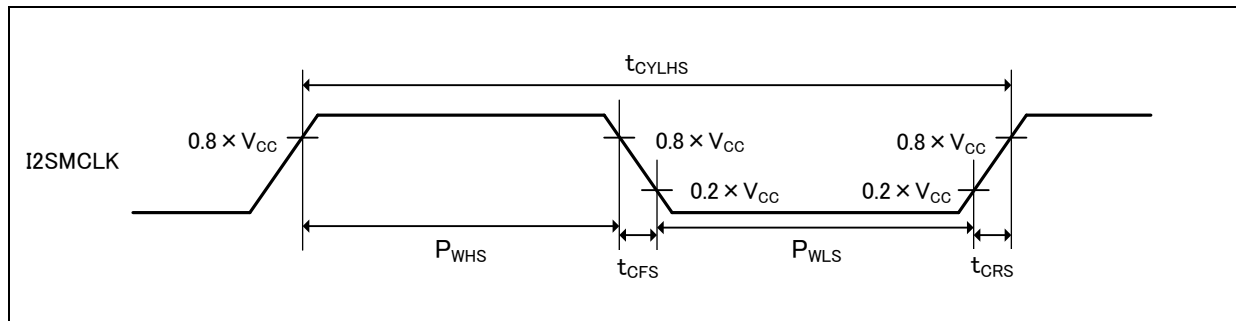 tCYLHS
0.8 × VCC
0.8 × VCC
0.8 × VCC
I2SMCLK
0.2 × VCC
0.2 × VCC
PWHS
tCFS
PWLS
tCRS